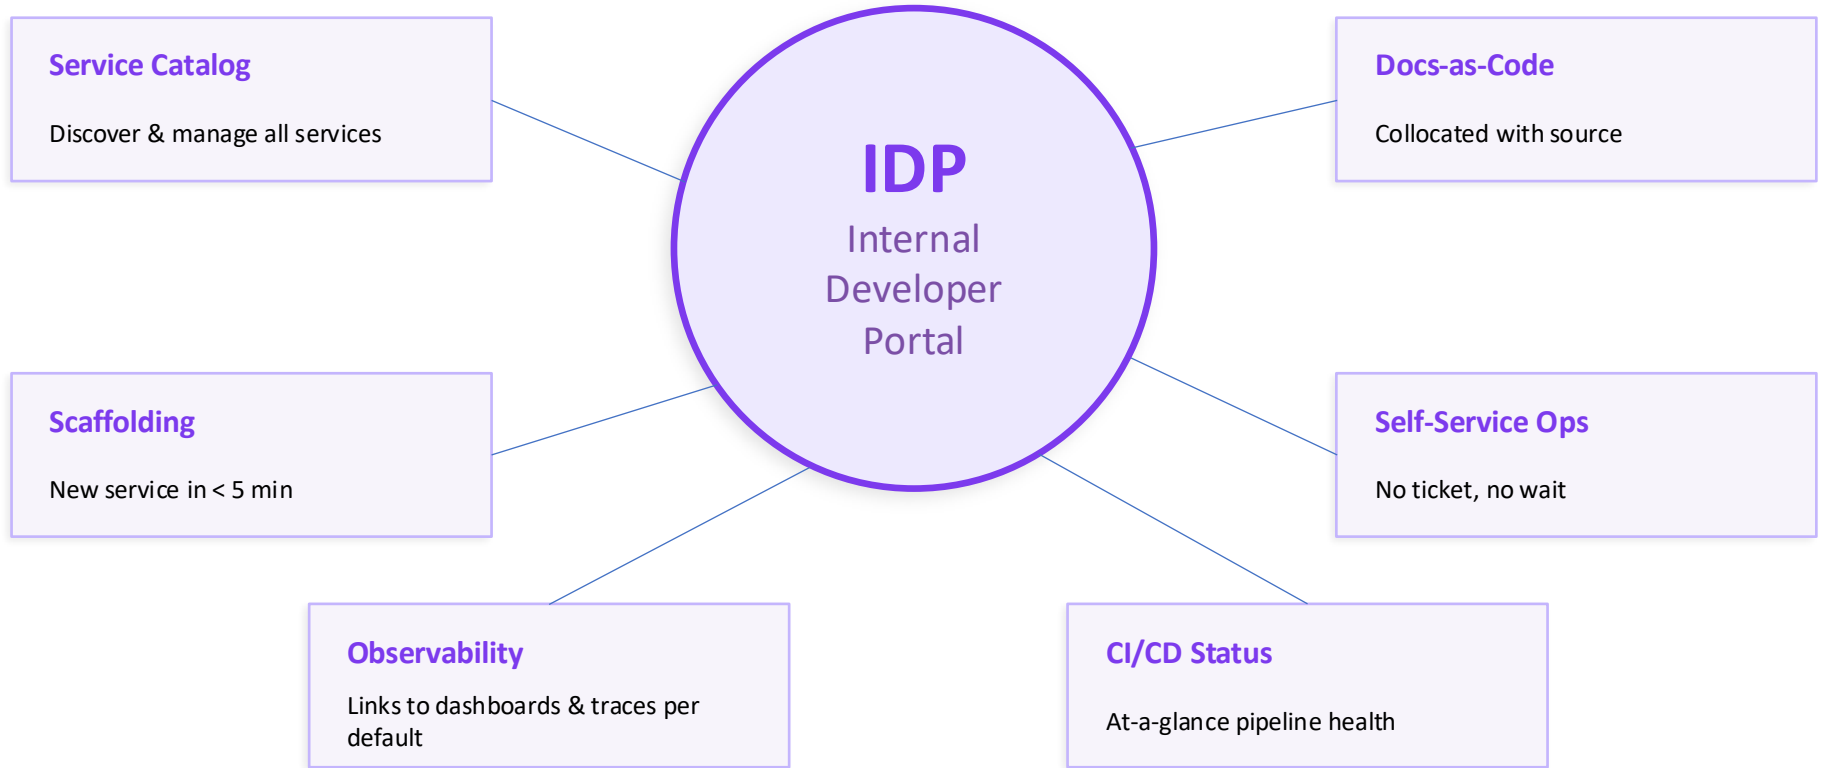 Service Catalog
Discover & manage all services
IDP
Internal
Developer
Portal
Docs-as-Code
Collocated with source
Scaffolding
New service in < 5 min
Self-Service Ops
No ticket, no wait
Observability
Links to dashboards & traces per
default
CI/CD Status
At-a-glance pipeline health